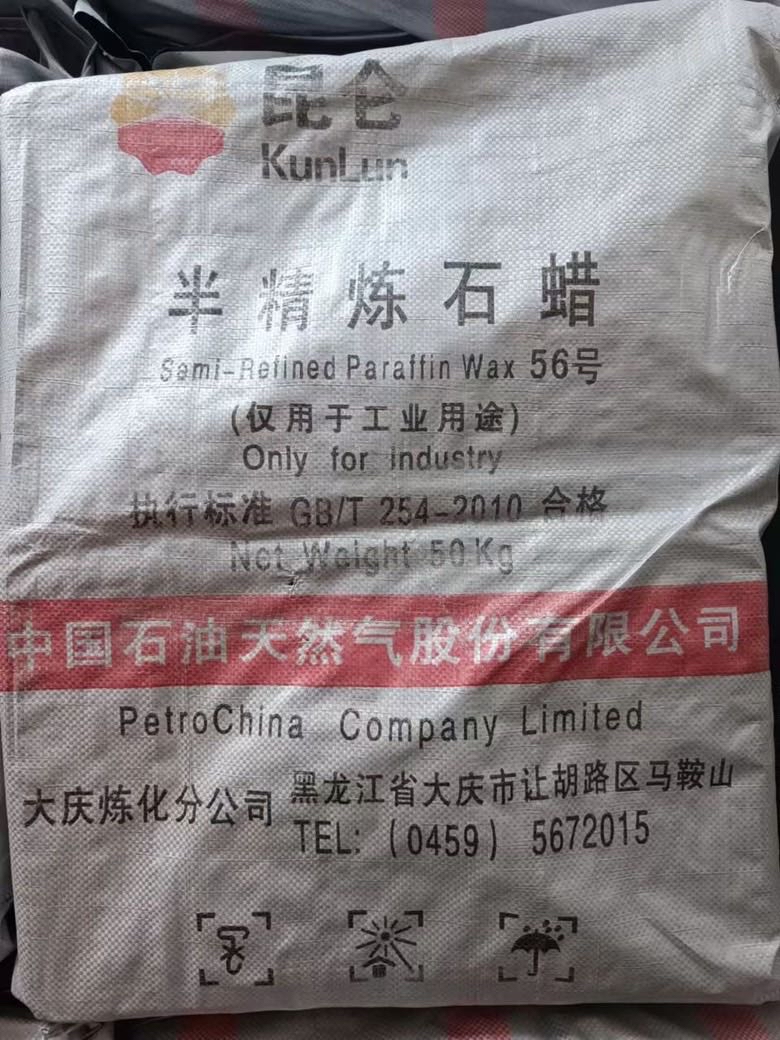 昆仑
KunLun
半精炼石蜡
Semi-Refined Paraffin Wax 56号
(仅用于工业用途)
Only for Industry
执行标准 GB/T 254-2010 合格
Net Weight 50Kg
中国石油天然气股份有限公司
PetroChina Company Limited
大庆炼化分公司 黑龙江省大庆市让胡路区马鞍山
TEL: (0459) 5672015